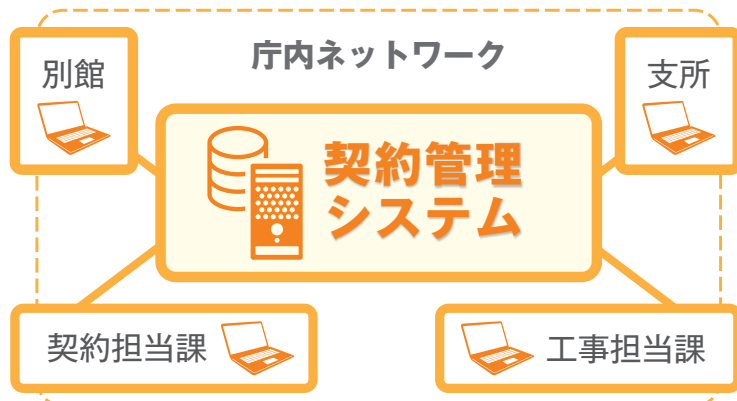 庁内ネットワーク
別館
支所
契約管理
システム
契約担当課
工事担当課